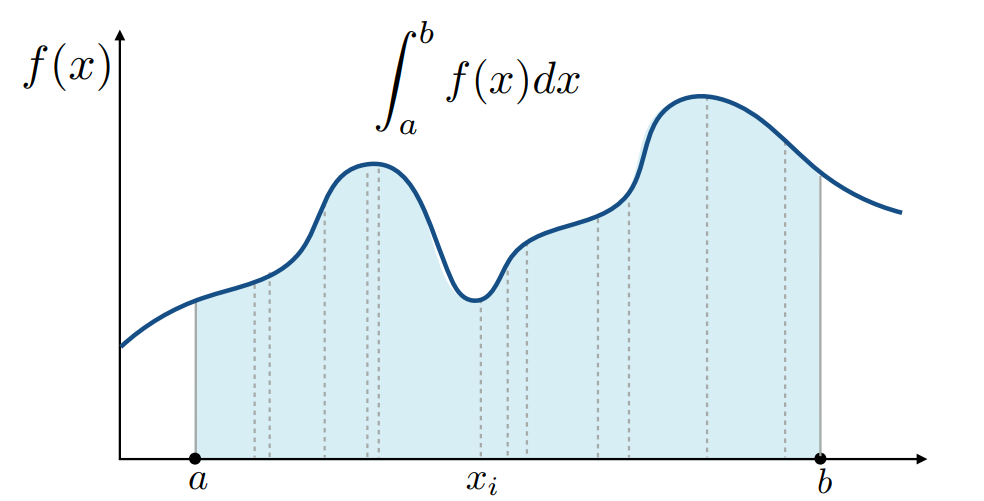 f(x)
∫_a^b f(x)dx
a
x_i
b